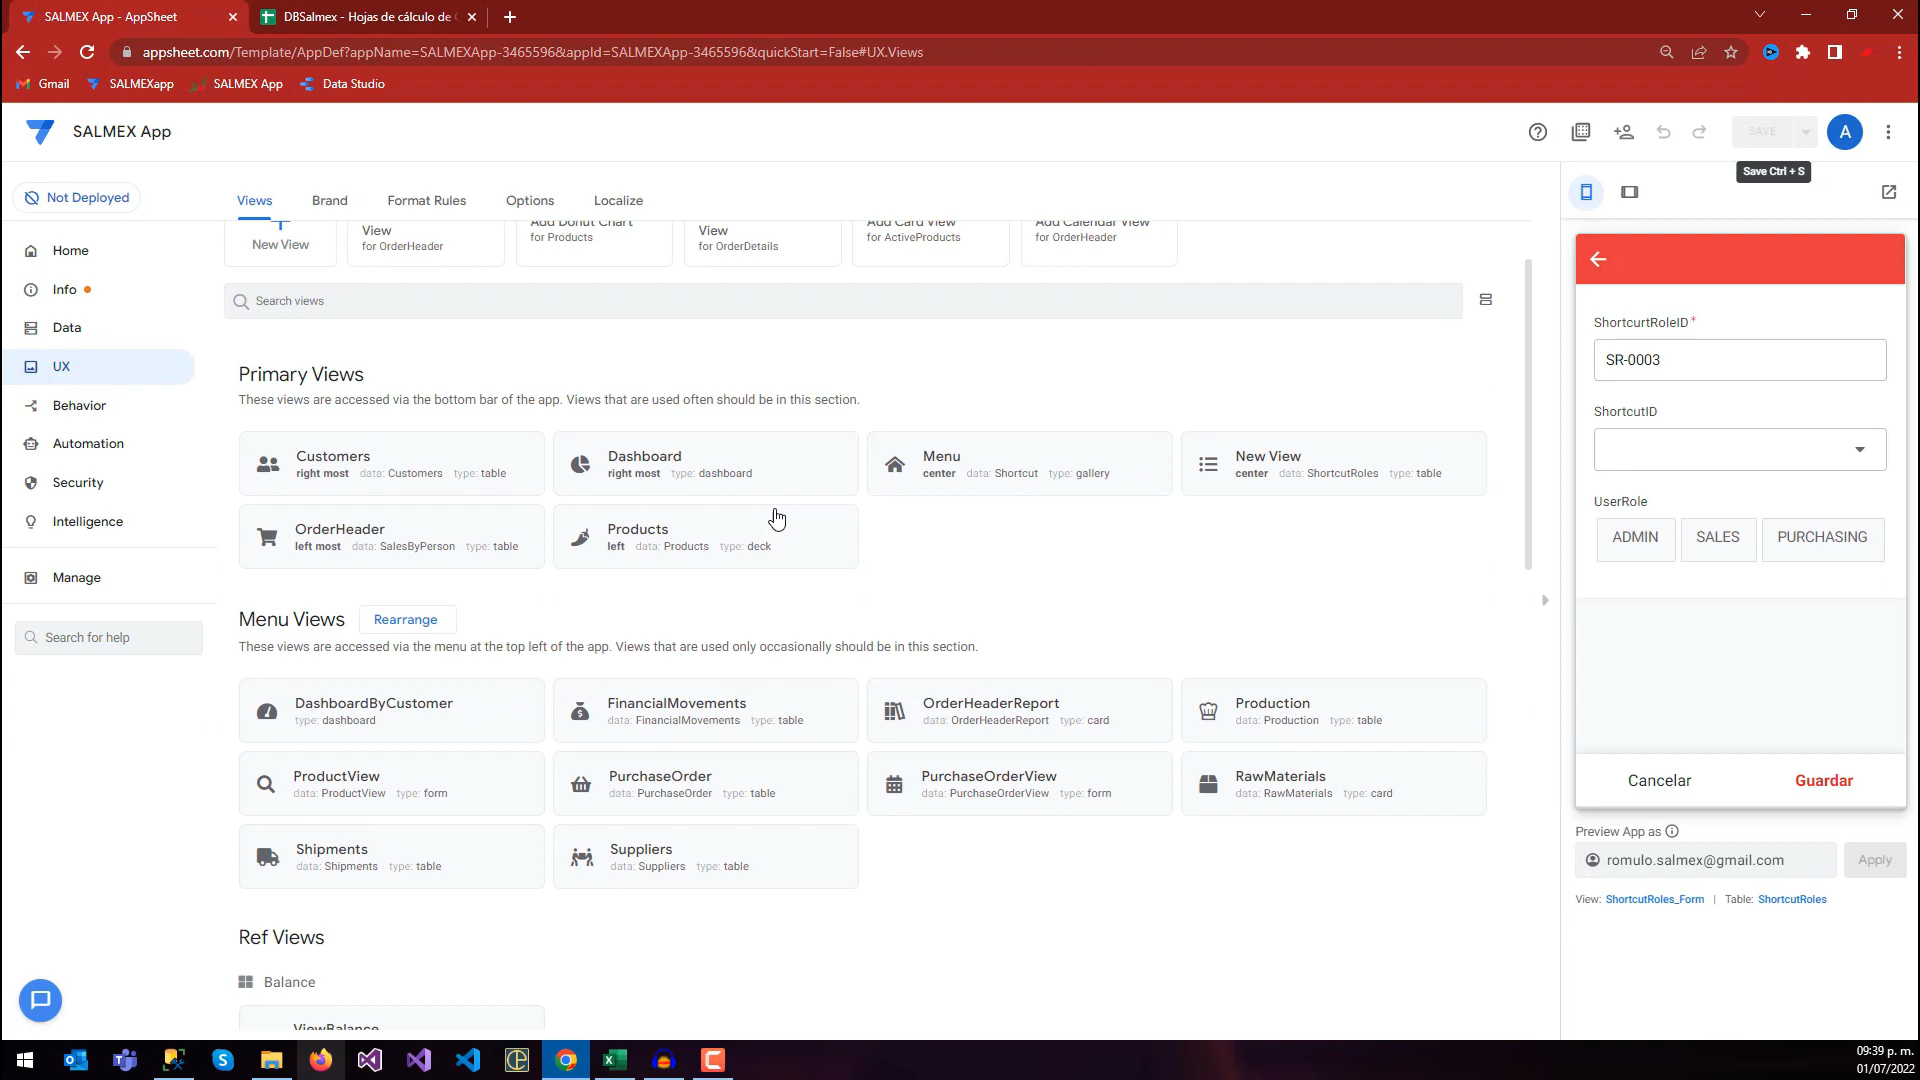 SALMEX App - AppSheet
DBSalmex - Hojas de cálculo de
appsheet.com/Template/AppDef?appName=SALMEXApp-3465596&appId=SALMEXApp-3465596&quickStart=False#UX.Views
Gmail SALMEXapp SALMEX App Data Studio
SALMEX App
SAVE
A
Save Ctrl + S
Not Deployed
Views Brand Format Rules Options Localize
Home
Info
Data
UX
Behavior
Automation
Security
Intelligence
Manage
Search for help
New View
View
for OrderHeader
Add Donut Chart
for Products
View
for OrderDetails
Add Card View
for ActiveProducts
Add Calendar View
for OrderHeader
Search views
Primary Views
These views are accessed via the bottom bar of the app. Views that are used often should be in this section.
Customers
right most data: Customers type: table
Dashboard
right most type: dashboard
Menu
center data: Shortcut type: gallery
New View
center data: ShortcutRoles type: table
OrderHeader
left most data: SalesByPerson type: table
Products
left data: Products type: deck
Menu Views Rearrange
These views are accessed via the menu at the top left of the app. Views that are used only occasionally should be in this section.
DashboardByCustomer
type: dashboard
FinancialMovements
data: FinancialMovements type: table
OrderHeaderReport
data: OrderHeaderReport type: card
Production
data: Production type: table
ProductView
data: ProductView type: form
PurchaseOrder
data: PurchaseOrder type: table
PurchaseOrderView
data: PurchaseOrderView type: form
RawMaterials
data: RawMaterials type: card
Shipments
data: Shipments type: table
Suppliers
data: Suppliers type: table
Ref Views
Balance
ViewBalance
ShortcurtRoleID *
SR-0003
ShortcutID
UserRole
ADMIN SALES PURCHASING
Cancelar Guardar
Preview App as
romulo.salmex@gmail.com Apply
View: ShortcutRoles_Form | Table: ShortcutRoles
09:39 p. m.
01/07/2022